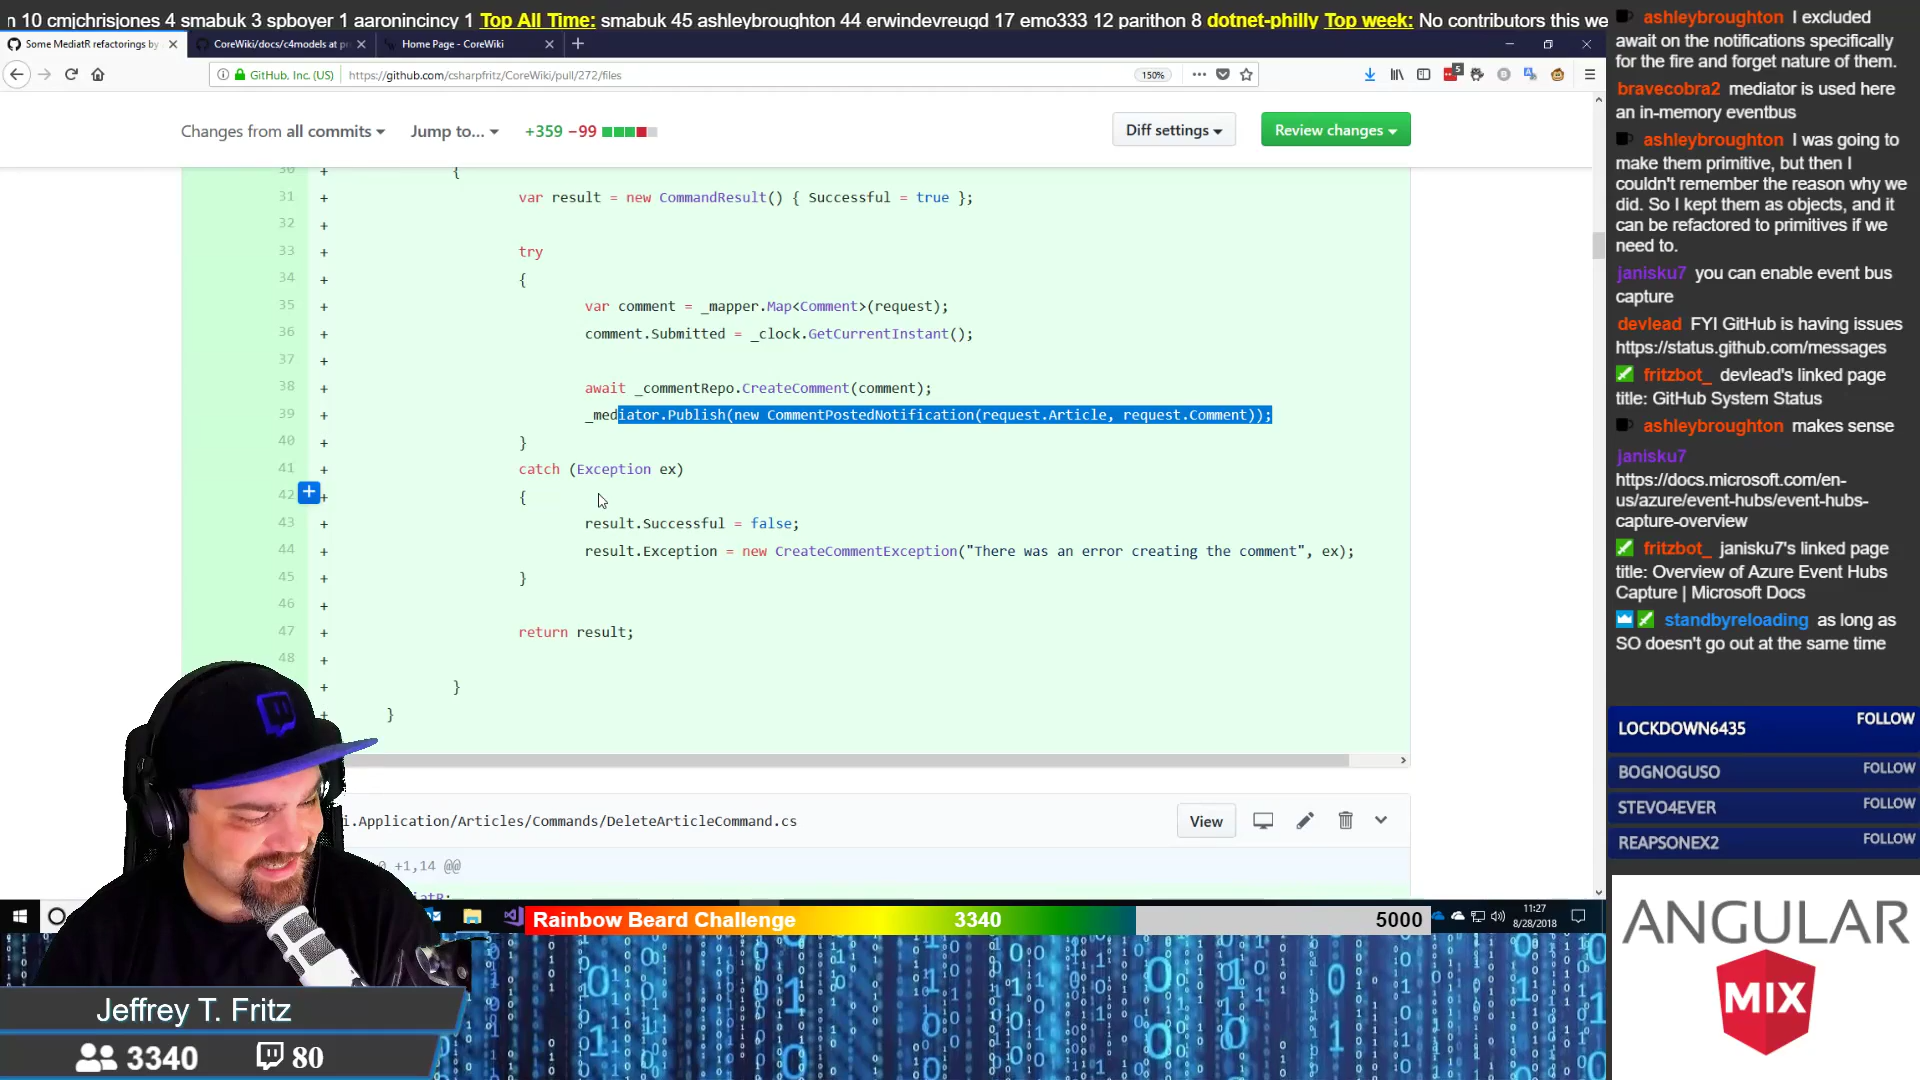 n 10 cmjchrisjones 4 smabuk 3 spboyer 1 aaronincincy 1 Top All Time: smabuk 45 ashleybroughton 44 erwindevreugd 17 emo333 12 parithon 8 dotnet-philly Top week: No contributors this we
Some MediatR refactorings by
CoreWiki/docs/c4models at pr
Home Page - CoreWiki
GitHub, Inc. (US)
https://github.com/csharpfritz/CoreWiki/pull/272/files
150%
Changes from all commits
Jump to...
+359 −99
Diff settings
Review changes
30 {
31 + var result = new CommandResult() { Successful = true };
32 +
33 + try
34 + {
35 + var comment = _mapper.Map<Comment>(request);
36 + comment.Submitted = _clock.GetCurrentInstant();
37 +
38 + await _commentRepo.CreateComment(comment);
39 + _mediator.Publish(new CommentPostedNotification(request.Article, request.Comment));
40 + }
41 + catch (Exception ex)
42 + {
43 + result.Successful = false;
44 + result.Exception = new CreateCommentException("There was an error creating the comment", ex);
45 + }
46 +
47 + return result;
48 +
+ }
+ }
i.Application/Articles/Commands/DeleteArticleCommand.cs
View
0 +1,14 @@
iatR;
ashleybroughton I excluded
await on the notifications specifically
for the fire and forget nature of them.
bravecobra2 mediator is used here
an in-memory eventbus
ashleybroughton I was going to
make them primitive, but then I
couldn't remember the reason why we
did. So I kept them as objects, and it
can be refactored to primitives if we
need to.
janisku7 you can enable event bus
capture
devlead FYI GitHub is having issues
https://status.github.com/messages
fritzbot_ devlead's linked page
title: GitHub System Status
ashleybroughton makes sense
janisku7
https://docs.microsoft.com/en-
us/azure/event-hubs/event-hubs-
capture-overview
fritzbot_ janisku7's linked page
title: Overview of Azure Event Hubs
Capture | Microsoft Docs
standbyreloading as long as
SO doesn't go out at the same time
LOCKDOWN6435 FOLLOW
BOGNOGUSO FOLLOW
STEVO4EVER FOLLOW
REAPSONEX2 FOLLOW
Rainbow Beard Challenge 3340 5000
11:27
8/28/2018
Jeffrey T. Fritz
3340 80
ANGULAR
MIX